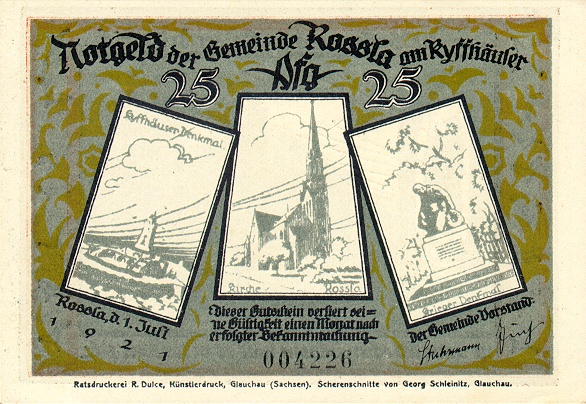 Notgeld der Gemeinde Rossla am Kyffhäuser
25 Pfg 25
Kyffhäuser Denkmal
Kirche Rossla
Krieger Denkmal
Rossla, d. 1. Juli
1921
Dieser Gutschein verliert sei=
ne Gültigkeit einen Monat nach
erfolgter Bekanntmachung
004226
der Gemeinde Vorstand:
Ratsdruckerei R. Dulce, Künstlerdruck, Glauchau (Sachsen). Scherenschnitte von Georg Schleinitz, Glauchau.